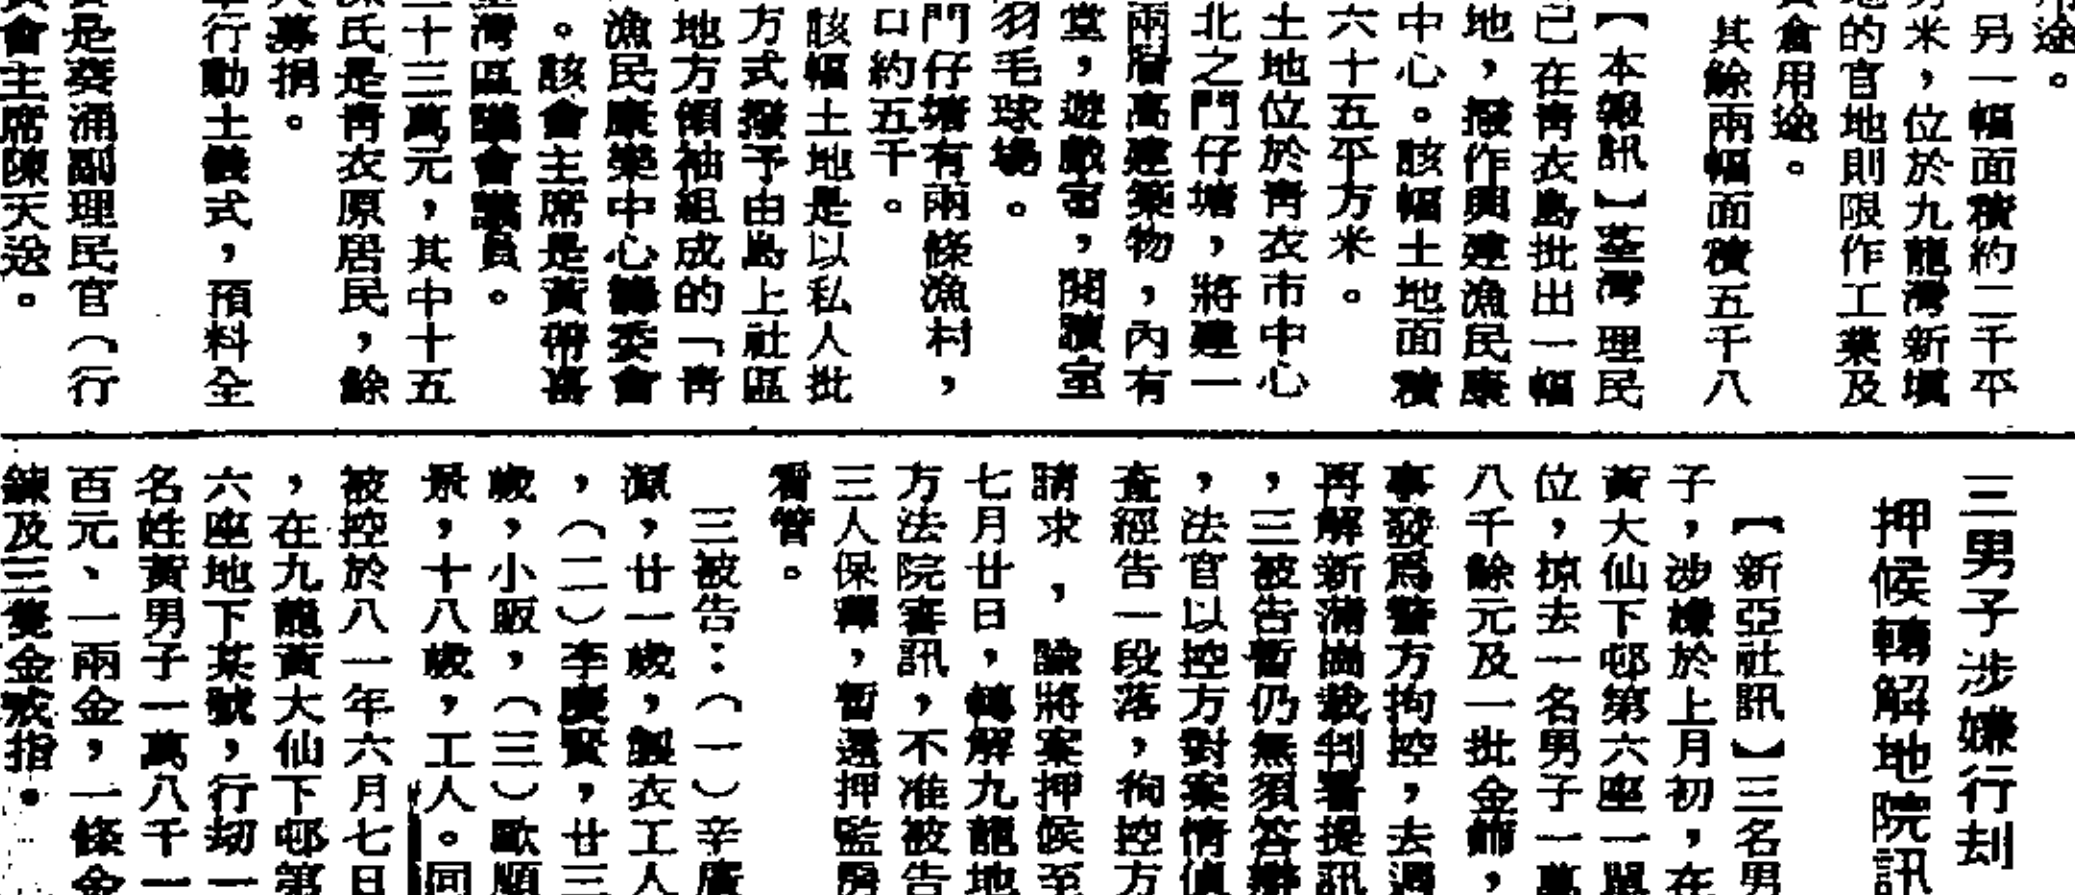 用途。
另一幅面積約二千平
方米，位於九龍灣新填
地的官地則限作工業及
貨倉用途。
其餘兩幅面積五千八
【本報訊】荃灣理民
已在青衣島批出一幅
地，撥作興建漁民康
中心。該幅土地面積
六十五平方米。
土地位於青衣市中心
北之門仔塘，將建一
兩層高建築物，內有
堂，遊戲室，閱讀室
羽毛球場。
門仔塘有兩條漁村，
口約五千。
該幅土地是以私人批
方式撥予由島上社區
地方領袖組成的「青
漁民康樂中心籌委會
。該會主席是黃帶喜
荃灣區議會議員。
二十三萬元，其中十五
陳氏是青衣原居民，餘
人募捐。
舉行動土儀式，預料全
是葵涌副理民官（行
會主席陳天送。
三男子涉嫌行刦
押候轉解地院訊
【新亞社訊】三名男
子，涉嫌於上月初，在
黃大仙下邨第六座一單
位，掠去一名男子一萬
八千餘元及一批金飾，
事發爲警方拘控，去週
再解新蒲崗裁判署提訊
，三被告暫仍無須答辯
，法官以控方對案情偵
查經告一段落，徇控方
請求，諭將案押候至
七月廿日，轉解九龍地
方法院審訊，不准被告
三人保釋，暫還押監房
看管。
三被告：（一）辛廣
源，廿一歲，製衣工人
，（二）李慶賢，廿三
歲，小販，（三）歐順
景，十八歲，工人。同
被控於八一年六月七日
，在九龍黃大仙下邨第
六座地下某號，行刦一
名姓黃男子一萬八千一
百元、一兩金，一條金
鍊及三隻金戒指。